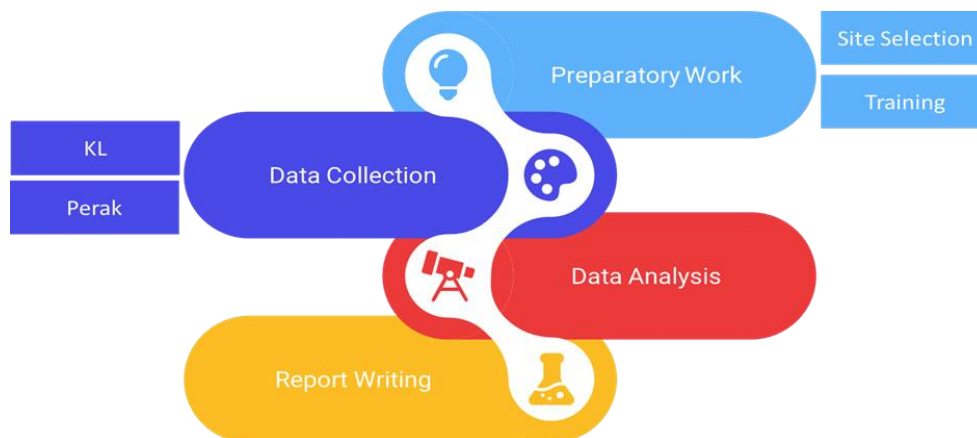 Preparatory Work
Site Selection
Training
KL
Perak
Data Collection
Data Analysis
Report Writing